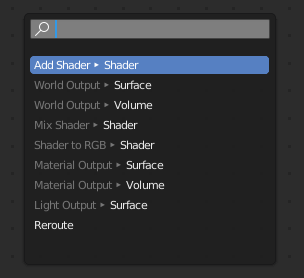 Add Shader ▸ Shader
World Output ▸ Surface
World Output ▸ Volume
Mix Shader ▸ Shader
Shader to RGB ▸ Shader
Material Output ▸ Surface
Material Output ▸ Volume
Light Output ▸ Surface
Reroute